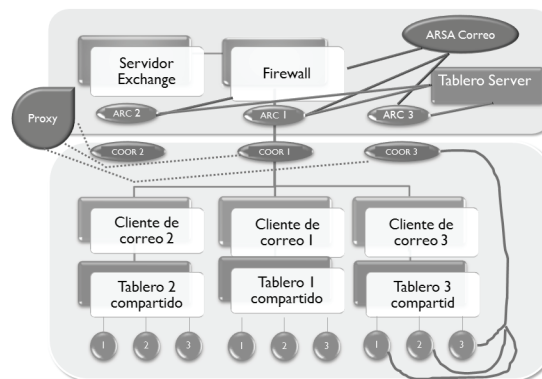 ARSA Correo
Servidor
Exchange
Firewall
Tablero Server
Proxy
ARC 2
ARC 1
ARC 3
COOR 2
COOR 1
COOR 3
Cliente de
correo 2
Cliente de
correo 1
Cliente de
correo 3
Tablero 2
compartido
Tablero 1
compartido
Tablero 3
compartid
1
2
3
1
2
3
1
2
3